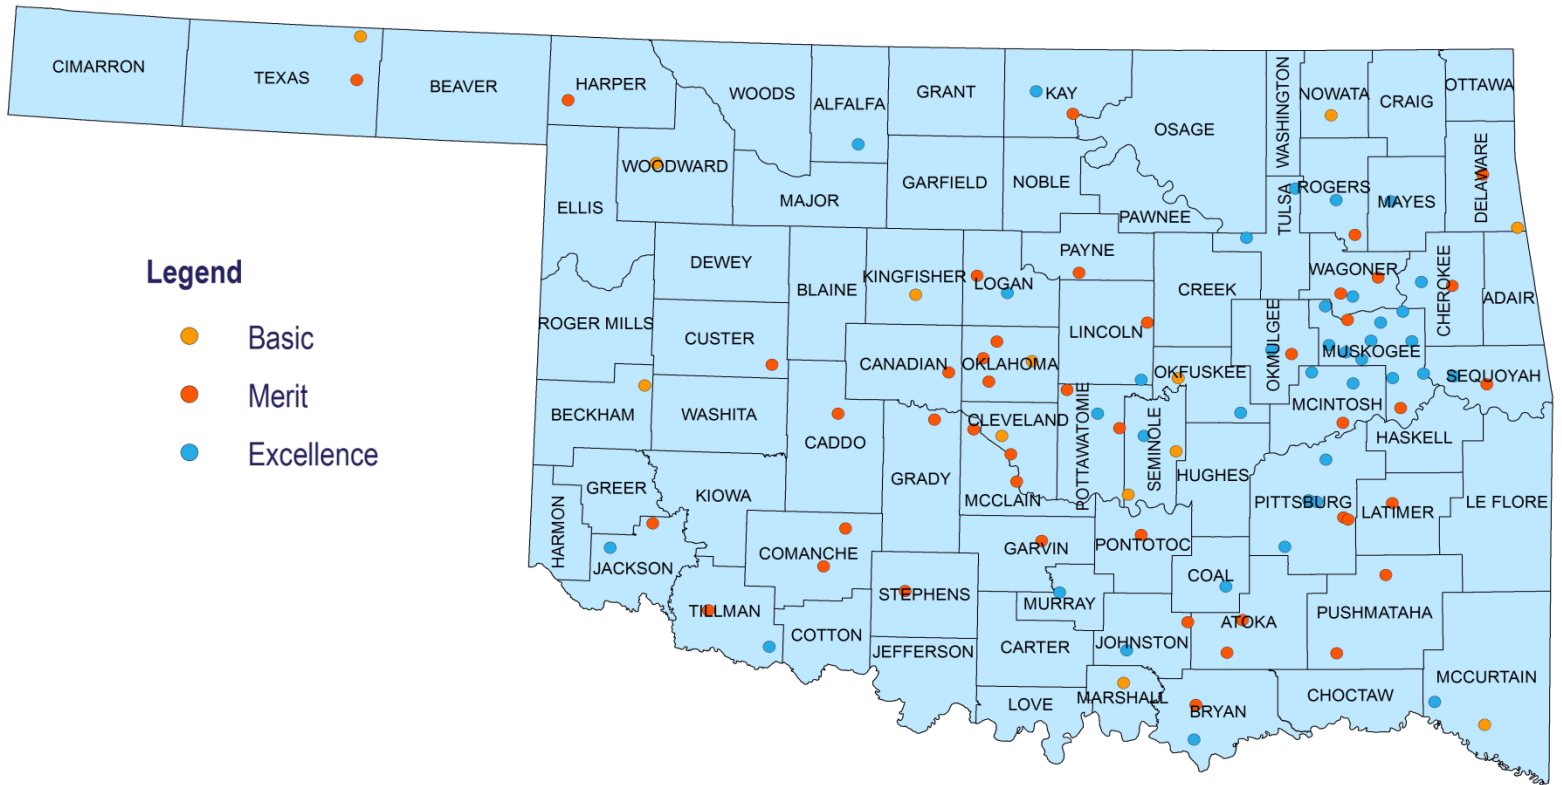 CIMARRON
TEXAS
BEAVER
HARPER
WOODS
ALFALFA
GRANT
KAY
OSAGE
WASHINGTON
NOWATA
CRAIG
OTTAWA
WOODWARD
ELLIS
MAJOR
GARFIELD
NOBLE
PAWNEE
TULSA
ROGERS
MAYES
DELAWARE
DEWEY
BLAINE
KINGFISHER
LOGAN
PAYNE
CREEK
WAGONER
CHEROKEE
ADAIR
Legend
Basic
Merit
Excellence
ROGER MILLS
CUSTER
CANADIAN
OKLAHOMA
LINCOLN
OKFUSKEE
OKMULGEE
MUSKOGEE
SEQUOYAH
BECKHAM
WASHITA
CADDO
GRADY
CLEVELAND
POTTAWATOMIE
SEMINOLE
HUGHES
MCINTOSH
HASKELL
GREER
KIOWA
MCCLAIN
PITTSBURG
LATIMER
LE FLORE
HARMON
JACKSON
COMANCHE
GARVIN
PONTOTOC
COAL
TILLMAN
COTTON
STEPHENS
MURRAY
JOHNSTON
ATOKA
PUSHMATAHA
JEFFERSON
CARTER
LOVE
MARSHALL
BRYAN
CHOCTAW
MCCURTAIN